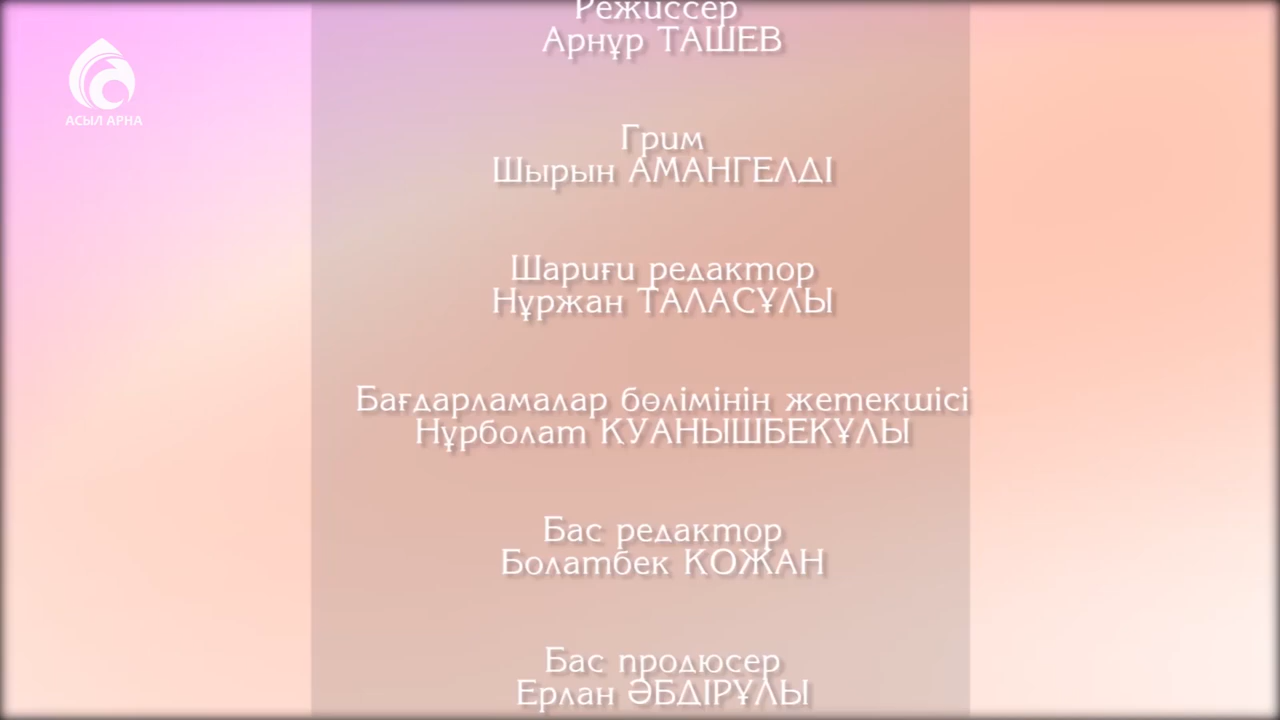 Режиссер
Арнұр ТАШЕВ
АСЫЛ АРНА
Грим
Шырын АМАНГЕЛДІ
Шариғи редактор
Нұржан ТАЛАСҰЛЫ
Бағдарламалар бөлімінің жетекшісі
Нұрболат КУАНЫШБЕКҰЛЫ
Бас редактор
Болатбек КОЖАН
Бас продюсер
Ерлан ӘБДІРҰЛЫ